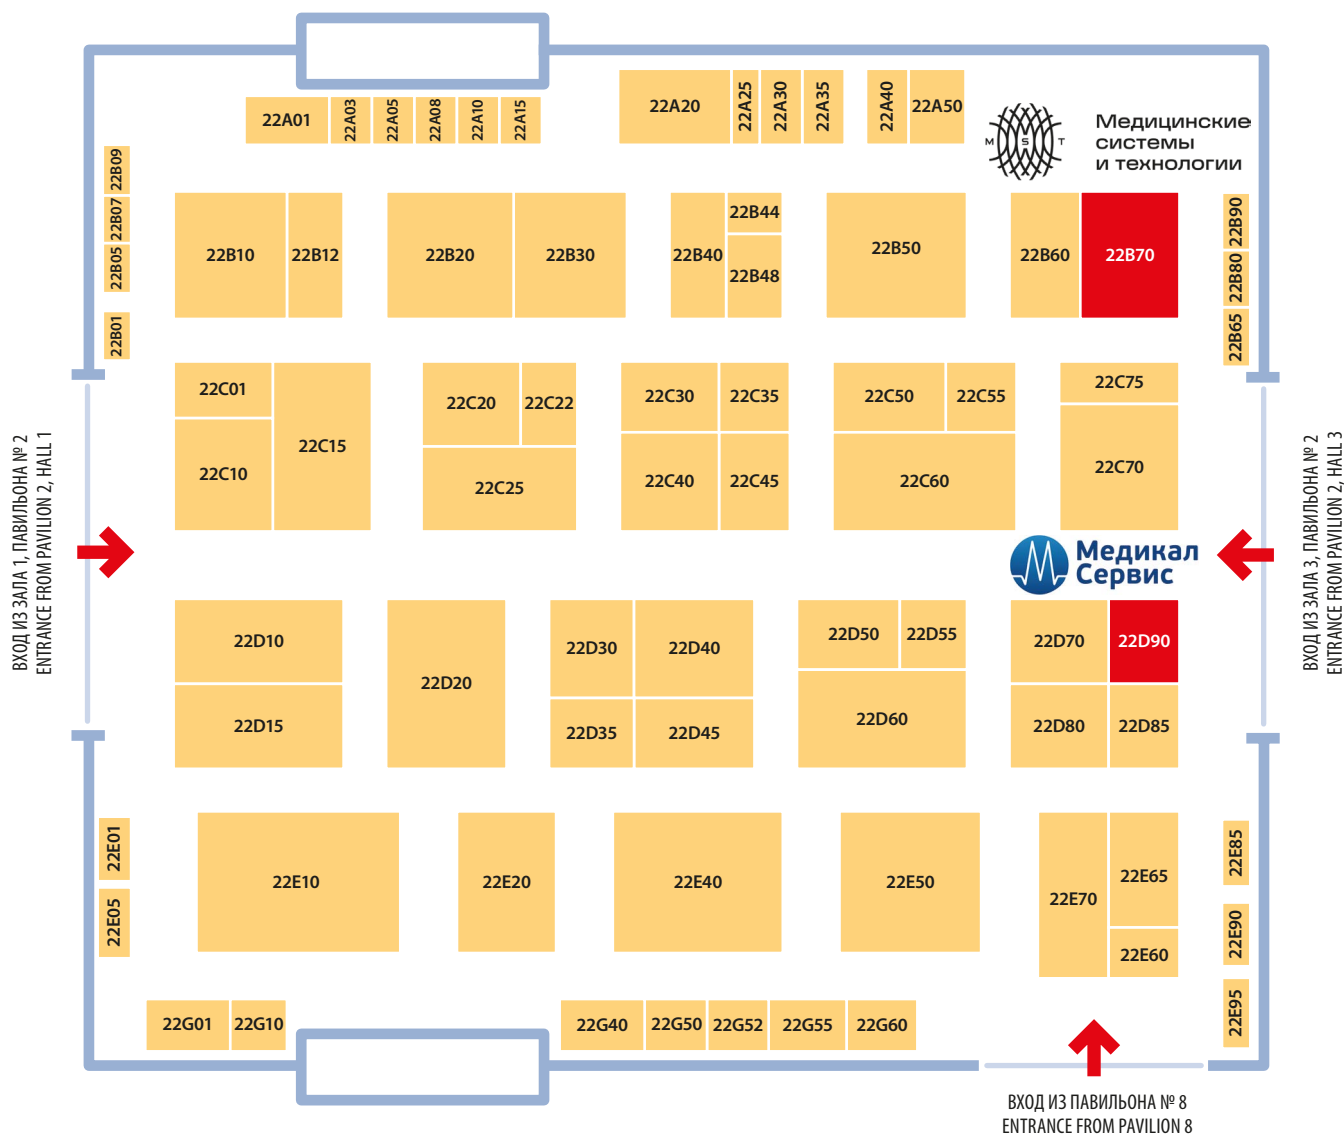 22A01
22A03
22A05
22A08
22A10
22A15
22A20
22A25
22A30
22A35
22A40
22A50
M S T
Медицинские
системы
и технологии
22B09
22B07
22B05
22B01
22B10
22B12
22B20
22B30
22B40
22B44
22B48
22B50
22B60
22B70
22B90
22B80
22B65
22C01
22C10
22C15
22C20
22C22
22C25
22C30
22C35
22C40
22C45
22C50
22C55
22C60
22C75
22C70
ВХОД ИЗ ЗАЛА 1, ПАВИЛЬОНА № 2
ENTRANCE FROM PAVILION 2, HALL 1
ВХОД ИЗ ЗАЛА 3, ПАВИЛЬОНА № 2
ENTRANCE FROM PAVILION 2, HALL 3
Медикал
Сервис
22D10
22D15
22D20
22D30
22D40
22D35
22D45
22D50
22D55
22D60
22D70
22D90
22D80
22D85
22E01
22E05
22E10
22E20
22E40
22E50
22E70
22E65
22E60
22E85
22E90
22E95
22G01
22G10
22G40
22G50
22G52
22G55
22G60
ВХОД ИЗ ПАВИЛЬОНА № 8
ENTRANCE FROM PAVILION 8